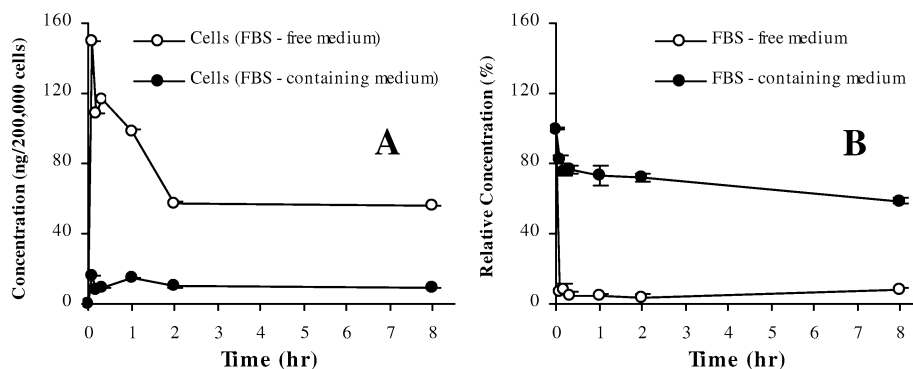 Concentration (ng/200,000 cells)
160
120
80
40
0
Cells (FBS - free medium)
Cells (FBS - containing medium)
A
0 1 2 3 4 5 6 7 8
Time (hr)
Relative Concentration (%)
160
120
80
40
0
FBS - free medium
FBS - containing medium
B
0 1 2 3 4 5 6 7 8
Time (hr)